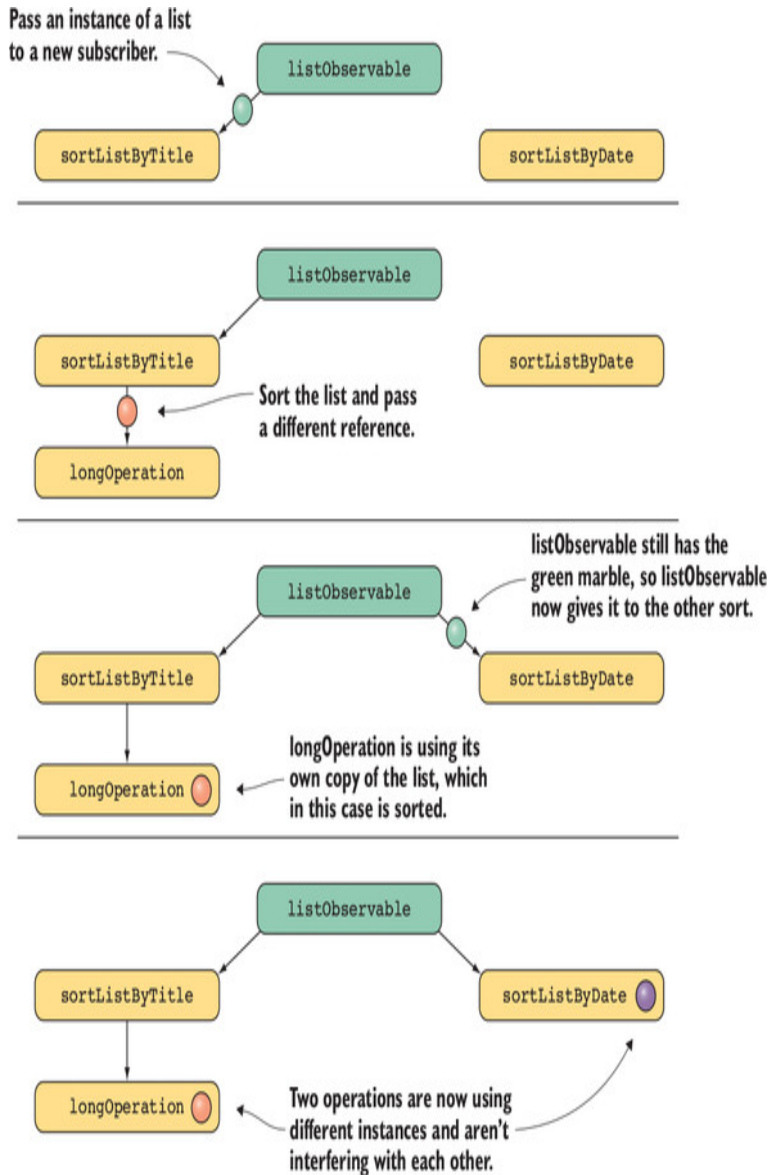 Pass an instance of a list
to a new subscriber.
listObservable
sortListByTitle
sortListByDate
listObservable
sortListByTitle
sortListByDate
Sort the list and pass
a different reference.
longOperation
listObservable still has the
green marble, so listObservable
now gives it to the other sort.
listObservable
sortListByTitle
sortListByDate
longOperation is using its
own copy of the list, which
in this case is sorted.
longOperation
listObservable
sortListByTitle
sortListByDate
longOperation
Two operations are now using
different instances and aren't
interfering with each other.